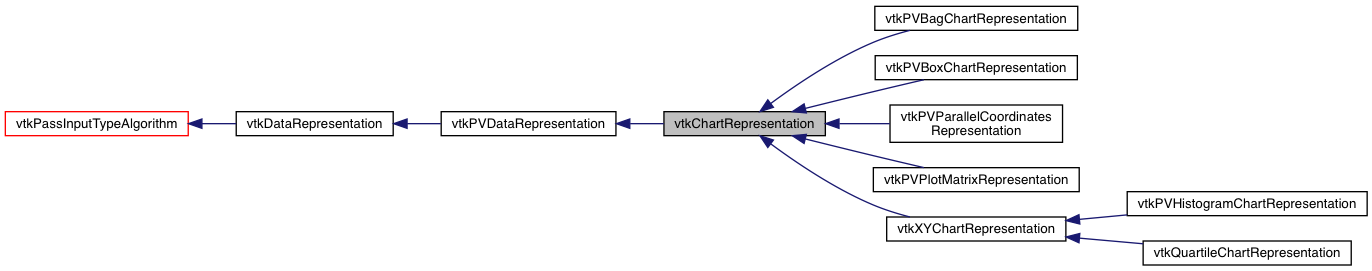 vtkPVBagChartRepresentation
vtkPVBoxChartRepresentation
vtkPassInputTypeAlgorithm
vtkDataRepresentation
vtkPVDataRepresentation
vtkChartRepresentation
vtkPVParallelCoordinates
Representation
vtkPVPlotMatrixRepresentation
vtkXYChartRepresentation
vtkPVHistogramChartRepresentation
vtkQuartileChartRepresentation